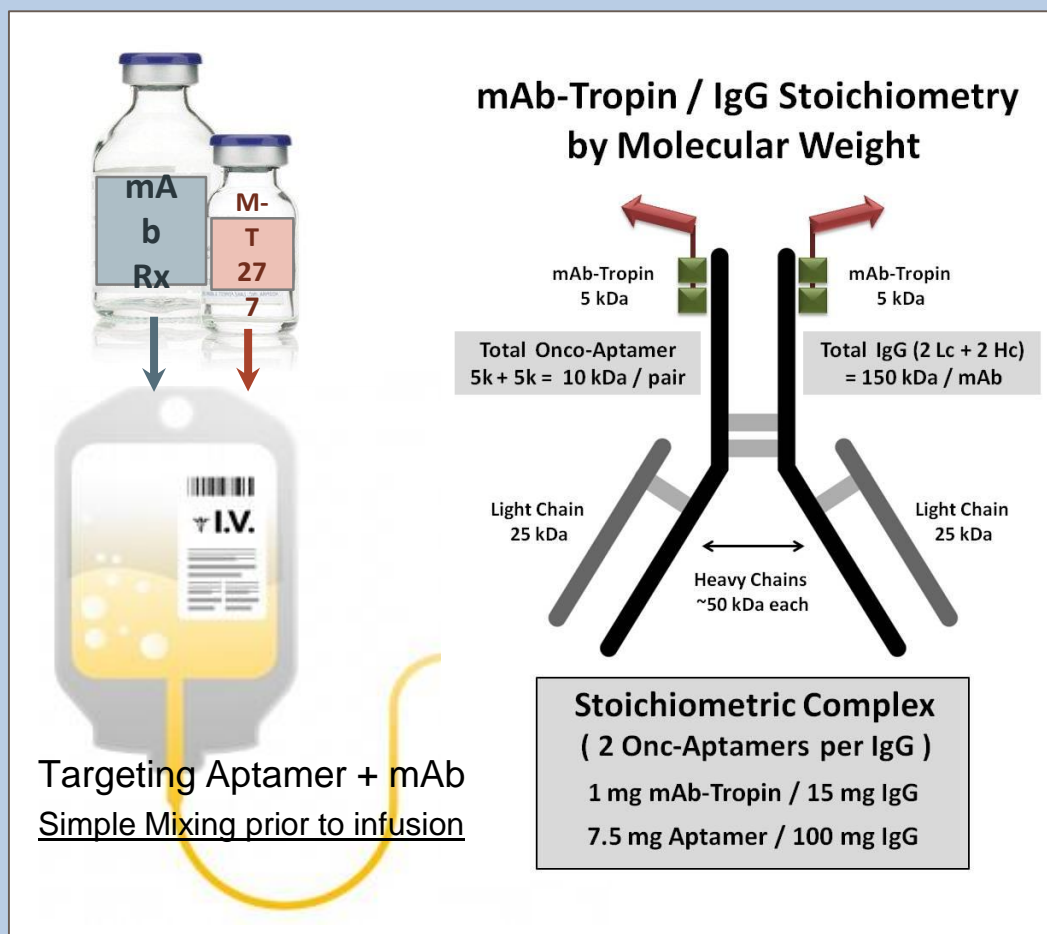 mAb-Tropin / IgG Stoichiometry
by Molecular Weight
mA
b
Rx
M-
T
27
7
mAb-Tropin
5 kDa
mAb-Tropin
5 kDa
Total Onco-Aptamer
5k + 5k = 10 kDa / pair
Total IgG (2 Lc + 2 Hc)
= 150 kDa / mAb
I.V.
Light Chain
25 kDa
Light Chain
25 kDa
Heavy Chains
~50 kDa each
Targeting Aptamer + mAb
Simple Mixing prior to infusion
Stoichiometric Complex
( 2 Onc-Aptamers per IgG )
1 mg mAb-Tropin / 15 mg IgG
7.5 mg Aptamer / 100 mg IgG